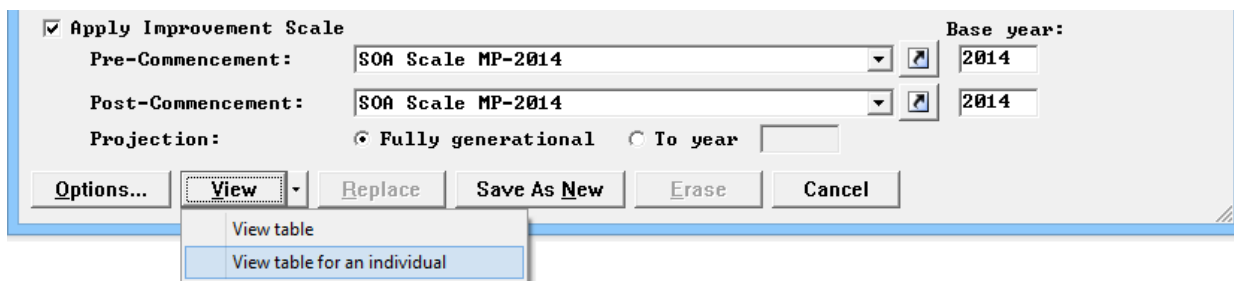 Apply Improvement Scale Base year:
Pre-Commencement: SOA Scale MP-2014 2014
Post-Commencement: SOA Scale MP-2014 2014
Projection: Fully generational To year
Options... View Replace Save As New Erase Cancel
View table
View table for an individual